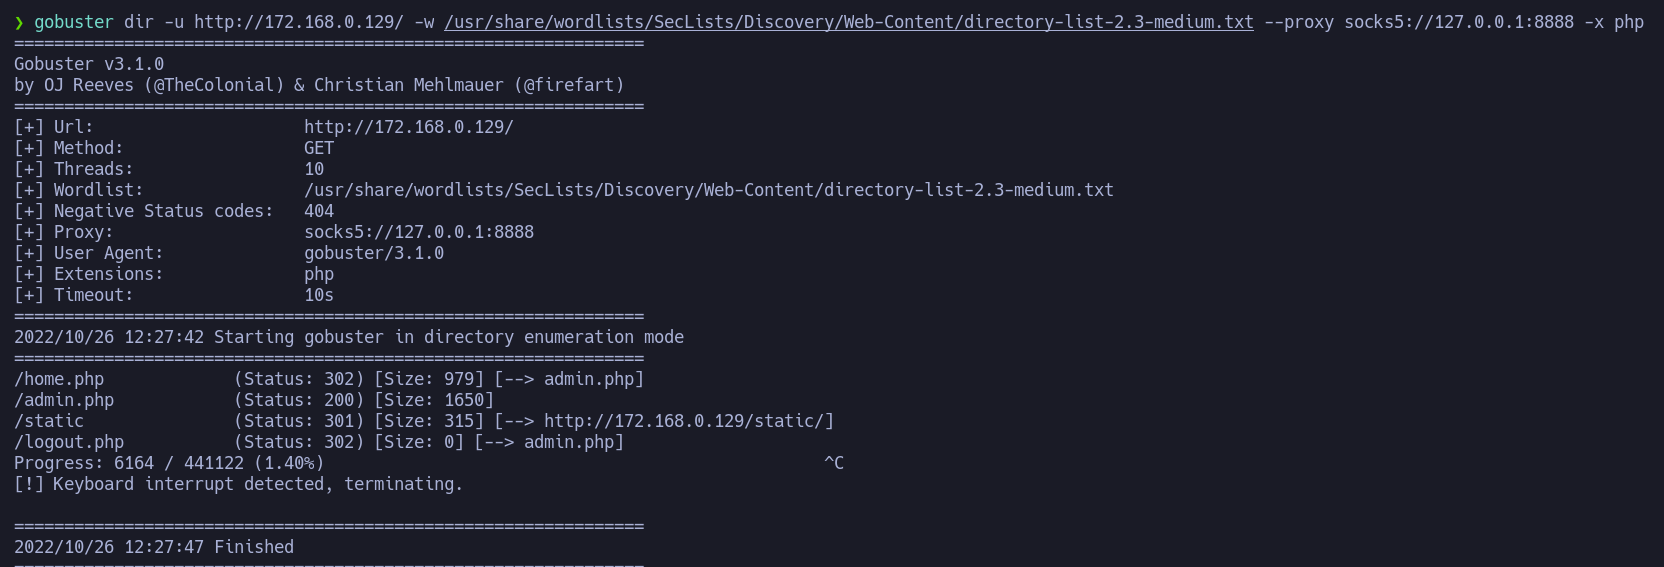 ❯ gobuster dir -u http://172.168.0.129/ -w /usr/share/wordlists/SecLists/Discovery/Web-Content/directory-list-2.3-medium.txt --proxy socks5://127.0.0.1:8888 -x php
===============================================================
Gobuster v3.1.0
by OJ Reeves (@TheColonial) & Christian Mehlmauer (@firefart)
===============================================================
[+] Url:                     http://172.168.0.129/
[+] Method:                  GET
[+] Threads:                 10
[+] Wordlist:                /usr/share/wordlists/SecLists/Discovery/Web-Content/directory-list-2.3-medium.txt
[+] Negative Status codes:   404
[+] Proxy:                   socks5://127.0.0.1:8888
[+] User Agent:              gobuster/3.1.0
[+] Extensions:              php
[+] Timeout:                 10s
===============================================================
2022/10/26 12:27:42 Starting gobuster in directory enumeration mode
===============================================================
/home.php             (Status: 302) [Size: 979] [--> admin.php]
/admin.php            (Status: 200) [Size: 1650]
/static               (Status: 301) [Size: 315] [--> http://172.168.0.129/static/]
/logout.php           (Status: 302) [Size: 0] [--> admin.php]
Progress: 6164 / 441122 (1.40%)                                                  ^C
[!] Keyboard interrupt detected, terminating.
===============================================================
2022/10/26 12:27:47 Finished
===============================================================